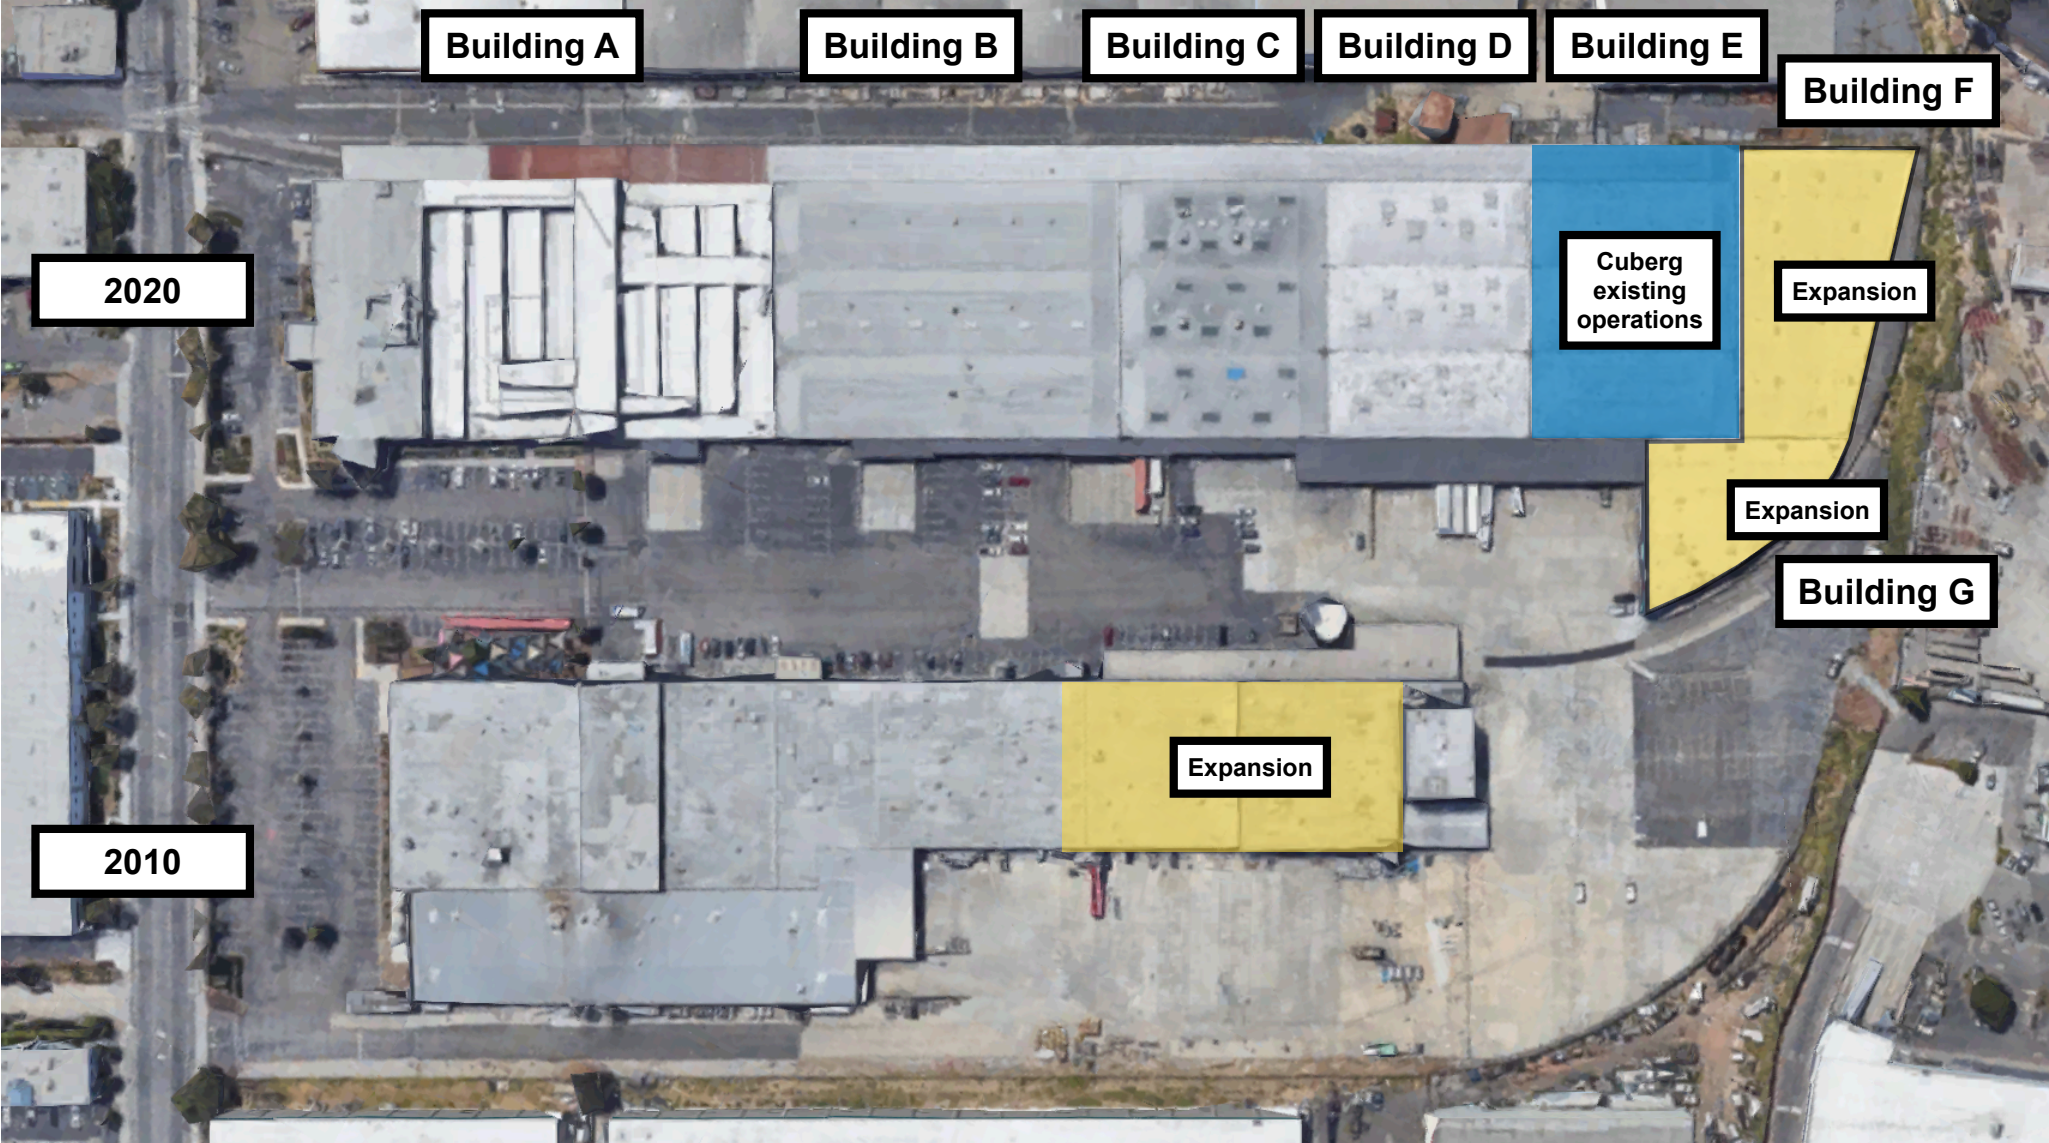 Building A
Building B
Building C
Building D
Building E
Building F
2020
Cuberg
existing
operations
Expansion
Expansion
Building G
Expansion
2010